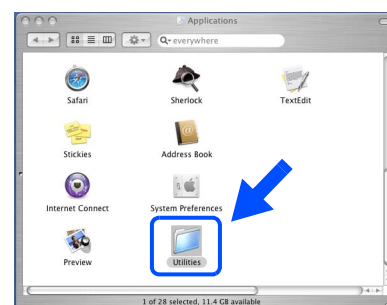 Applications
everywhere
Safari
Sherlock
TextEdit
Stickies
Address Book
Internet Connect
System Preferences
Preview
Utilities
1 of 28 selected, 11.4 GB available